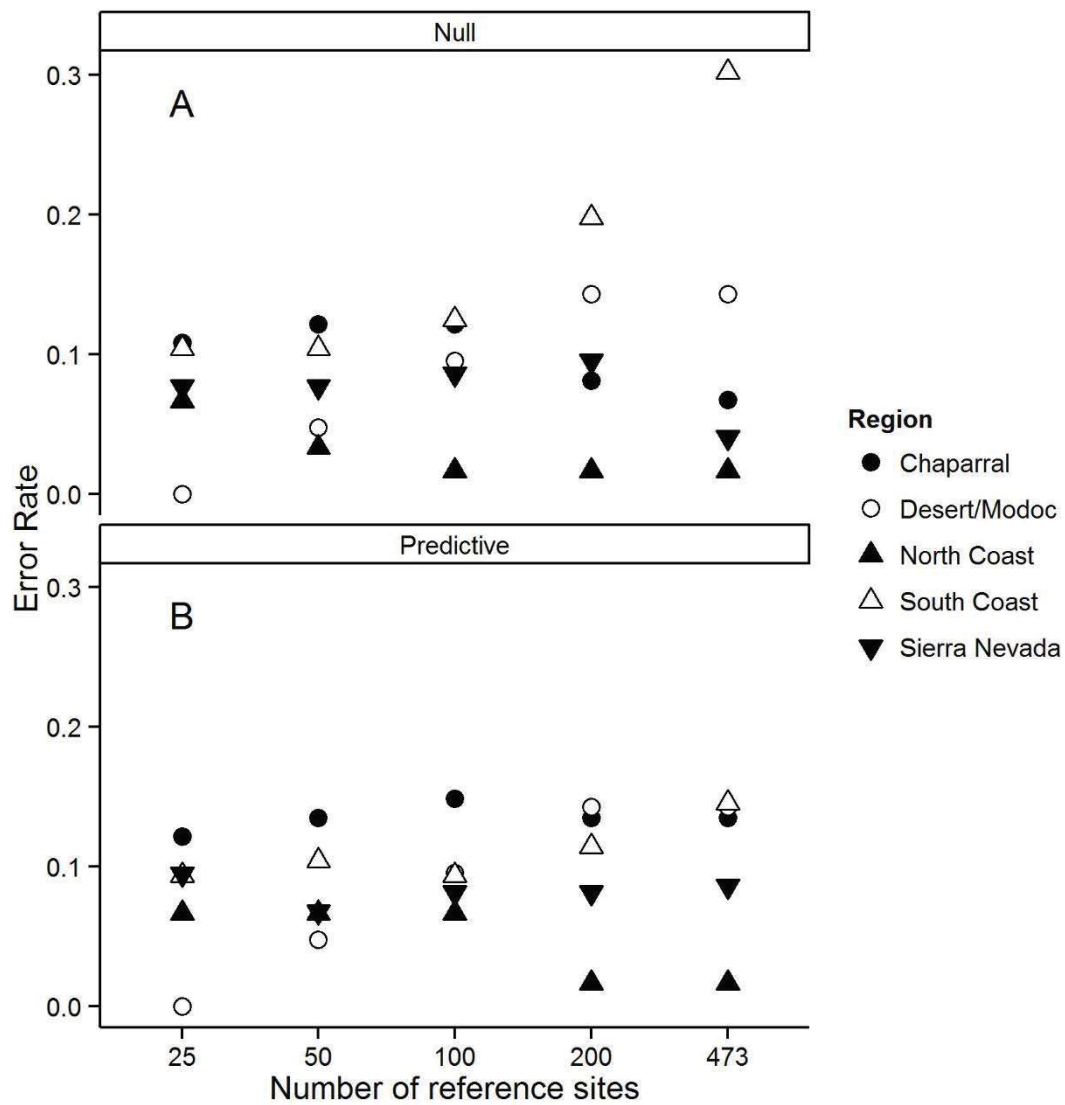 Null
A
0.3
0.2
0.1
0.0
Predictive
B
0.3
0.2
0.1
0.0
Error Rate
25 50 100 200 473
Number of reference sites
Region
Chaparral
Desert/Modoc
North Coast
South Coast
Sierra Nevada